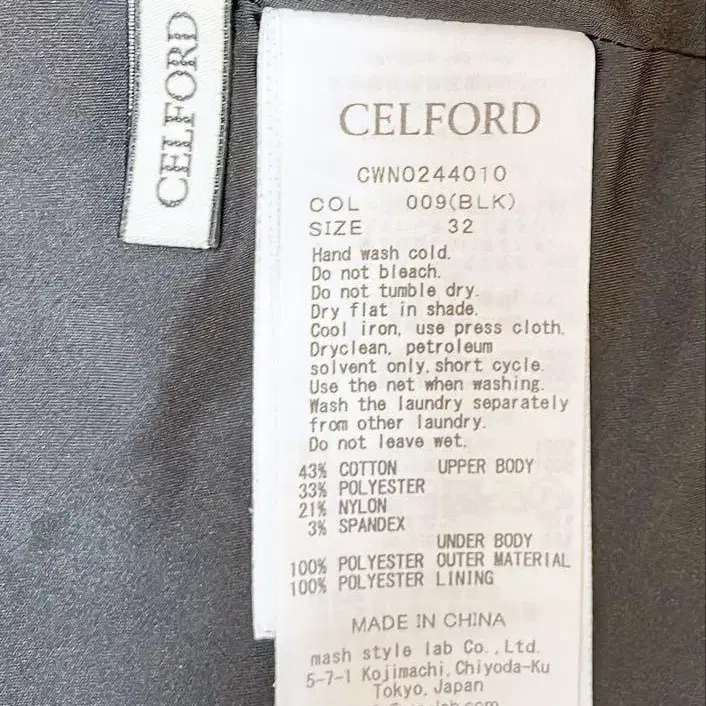 CELFORD
CELFORD
CWNO244010
COL 009(BLK)
SIZE 32
Hand wash cold.
Do not bleach.
Do not tumble dry.
Dry flat in shade.
Cool iron, use press cloth.
Dryclean, petroleum
solvent only, short cycle.
Use the net when washing.
Wash the laundry separately
from other laundry.
Do not leave wet.
43% COTTON UPPER BODY
33% POLYESTER
21% NYLON
3% SPANDEX
UNDER BODY
100% POLYESTER OUTER MATERIAL
100% POLYESTER LINING
MADE IN CHINA
mash style lab Co.,Ltd.
5-7-1 Kojimachi, Chiyoda-Ku
Tokyo, Japan